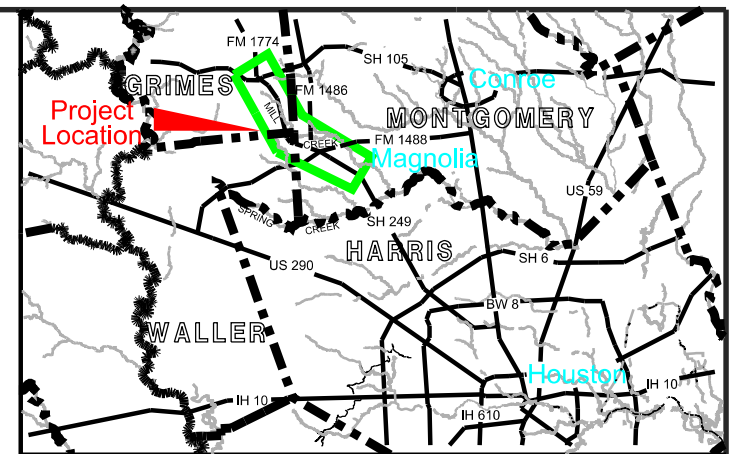 FM 1774
SH 105
GRIMES
Conroe
FM 1486
Project
Location
MILL
MONTGOMERY
CREEK
FM 1488
Magnolia
US 59
SPRING
CREEK
SH 249
HARRIS
US 290
SH 6
BW 8
WALLER
Houston
IH 10
IH 10
IH 610